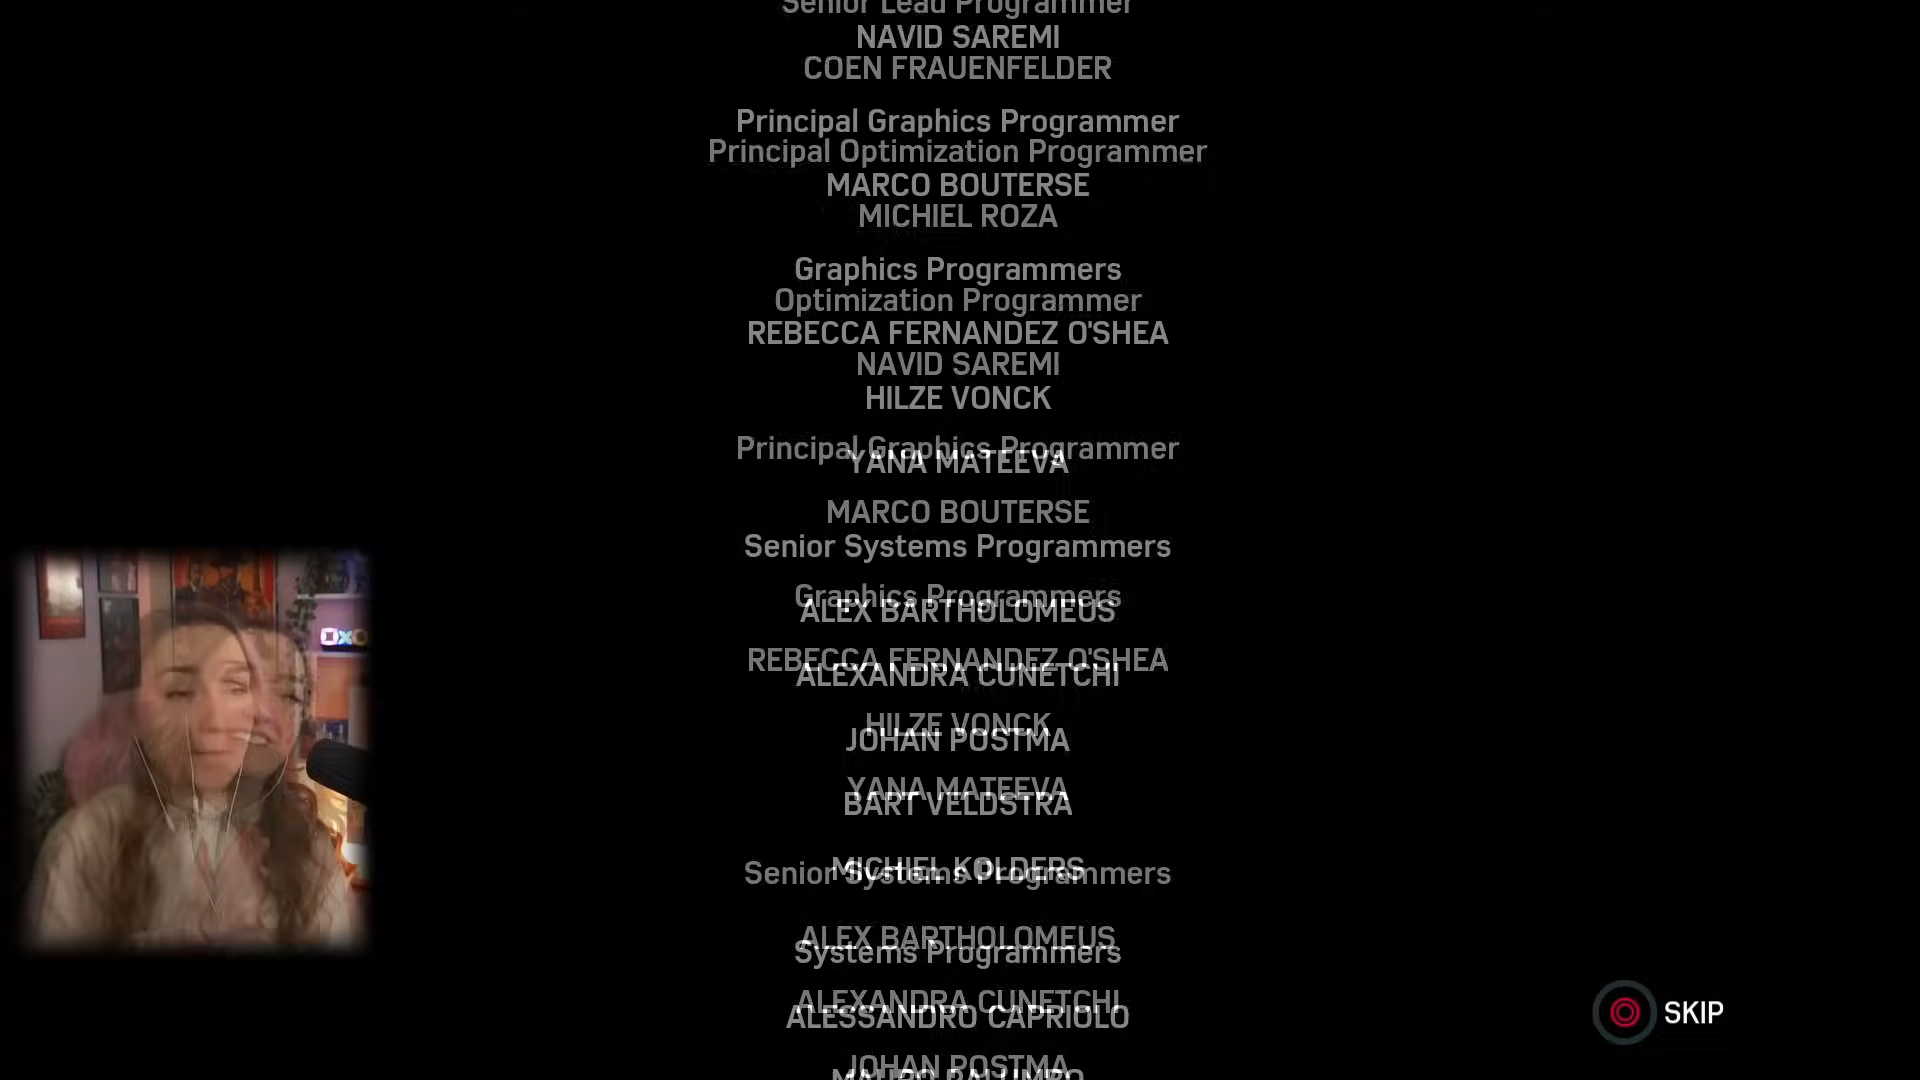 Senior Lead Programmer
NAVID SAREMI
COEN FRAUENFELDER
Principal Graphics Programmer
Principal Optimization Programmer
MARCO BOUTERSE
MICHIEL ROZA
Graphics Programmers
Optimization Programmer
REBECCA FERNANDEZ O'SHEA
NAVID SAREMI
HILZE VONCK
Principal Graphics Programmer
YANA MATEEVA
MARCO BOUTERSE
Senior Systems Programmers
Graphics Programmers
ALEX BARTHOLOMEUS
REBECCA FERNANDEZ O'SHEA
ALEXANDRA CUNETCHI
HILZE VONCK
JOHAN POSTMA
YANA MATEEVA
BART VELDSTRA
MICHIEL KOLDERS
Senior Systems Programmers
ALEX BARTHOLOMEUS
Systems Programmers
ALEXANDRA CUNETCHI
ALESSANDRO CAPRIOLO
JOHAN POSTMA
SKIP